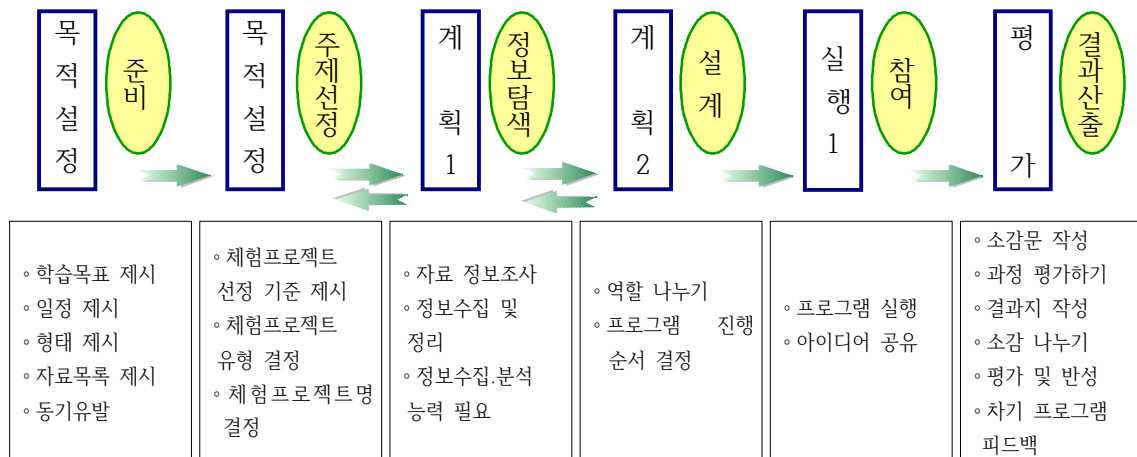 목적설정
준비
목적설정
주제선정
계획1
정보탐색
계획2
설계
실행1
참여
평가
결과산출
◦학습목표 제시
◦일정 제시
◦형태 제시
◦자료목록 제시
◦동기유발
◦체험프로젝트
선정 기준 제시
◦체험프로젝트
유형 결정
◦체험프로젝트명
결정
◦자료 정보조사
◦정보수집 및
정리
◦정보수집.분석
능력 필요
◦역할 나누기
◦프로그램 진행
순서 결정
◦프로그램 실행
◦아이디어 공유
◦소감문 작성
◦과정 평가하기
◦결과지 작성
◦소감 나누기
◦평가 및 반성
◦차기 프로그램
피드백